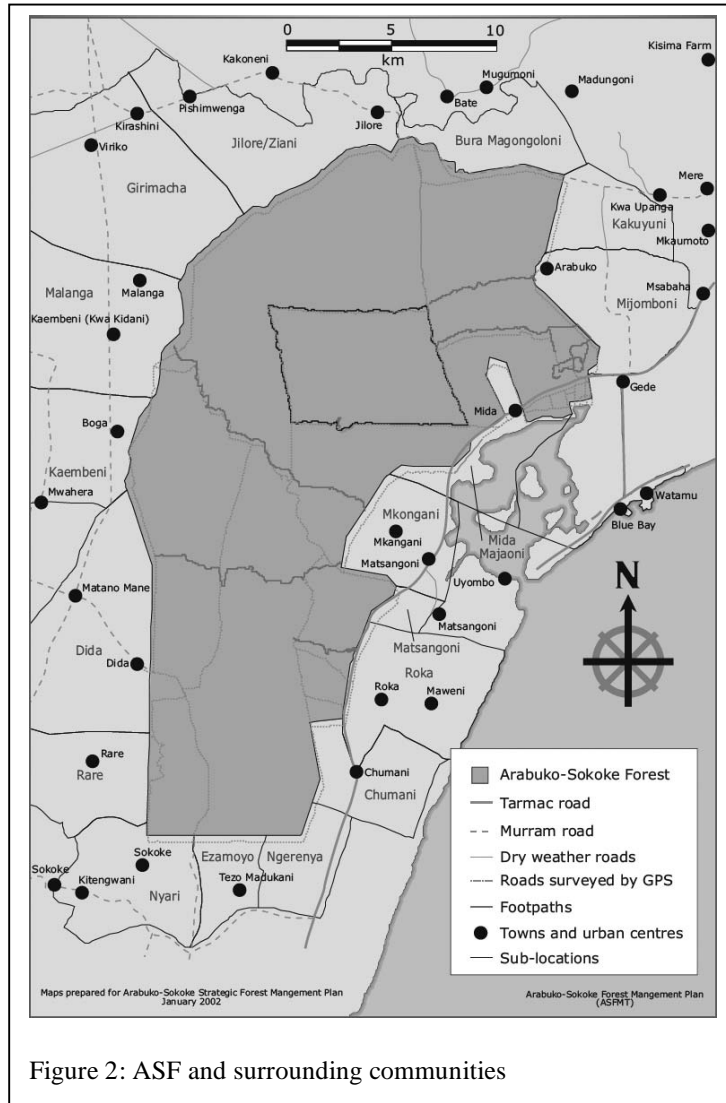 0 5 10
km
Kisima Farm
Kakoneni
Mugumoni
Madungoni
Pishimwenga
Bate
Kirashini
Jilore
Viriko
Jilore/Ziani
Bura Magongoloni
Girimacha
Mere
Kwa Upanga
Kakuyuni
Mkaumoto
Arabuko
Malanga
Malanga
Msabaha
Mijomboni
Kaembeni (Kwa Kidani)
Gede
Mida
Boga
Kaembeni
Mwahera
Watamu
Blue Bay
Mkongani
Mkangani
Mida
Majaoni
Matsangoni
Uyombo
Matano Mane
Matsangoni
N
Matsangoni
Dida
Dida
Roka
Roka
Maweni
Rare
Rare
Chumani
Chumani
Arabuko-Sokoke Forest
Tarmac road
Murram road
Dry weather roads
Roads surveyed by GPS
Footpaths
Towns and urban centres
Sub-locations
Sokoke
Ezamoyo
Ngerenya
Sokoke
Kitengwani
Tezo Madukani
Nyari
Maps prepared for Arabuko-Sokoke Strategic Forest Mangement Plan
January 2002
Arabuko-Sokoke Forest Mangement Plan
(ASFMT)
Figure 2: ASF and surrounding communities